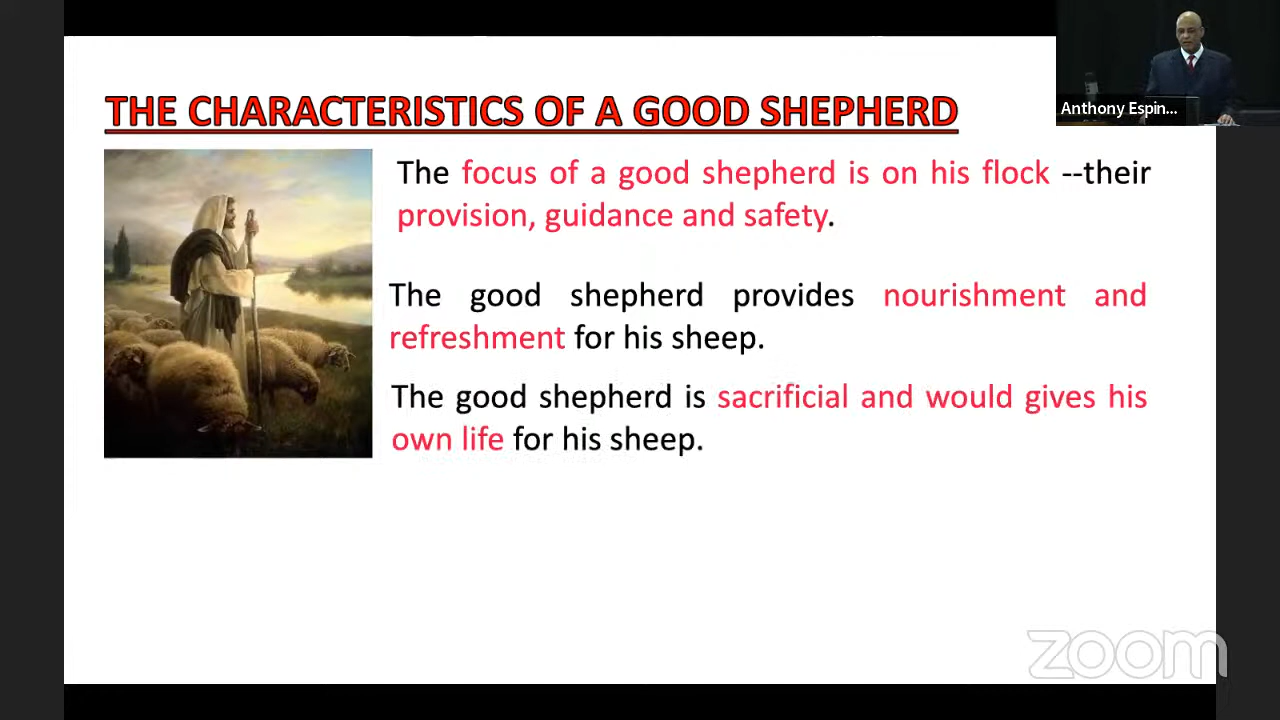 THE CHARACTERISTICS OF A GOOD SHEPHERD
Anthony Espin...
The focus of a good shepherd is on his flock --their
provision, guidance and safety.
The good shepherd provides nourishment and
refreshment for his sheep.
The good shepherd is sacrificial and would gives his
own life for his sheep.
zoom